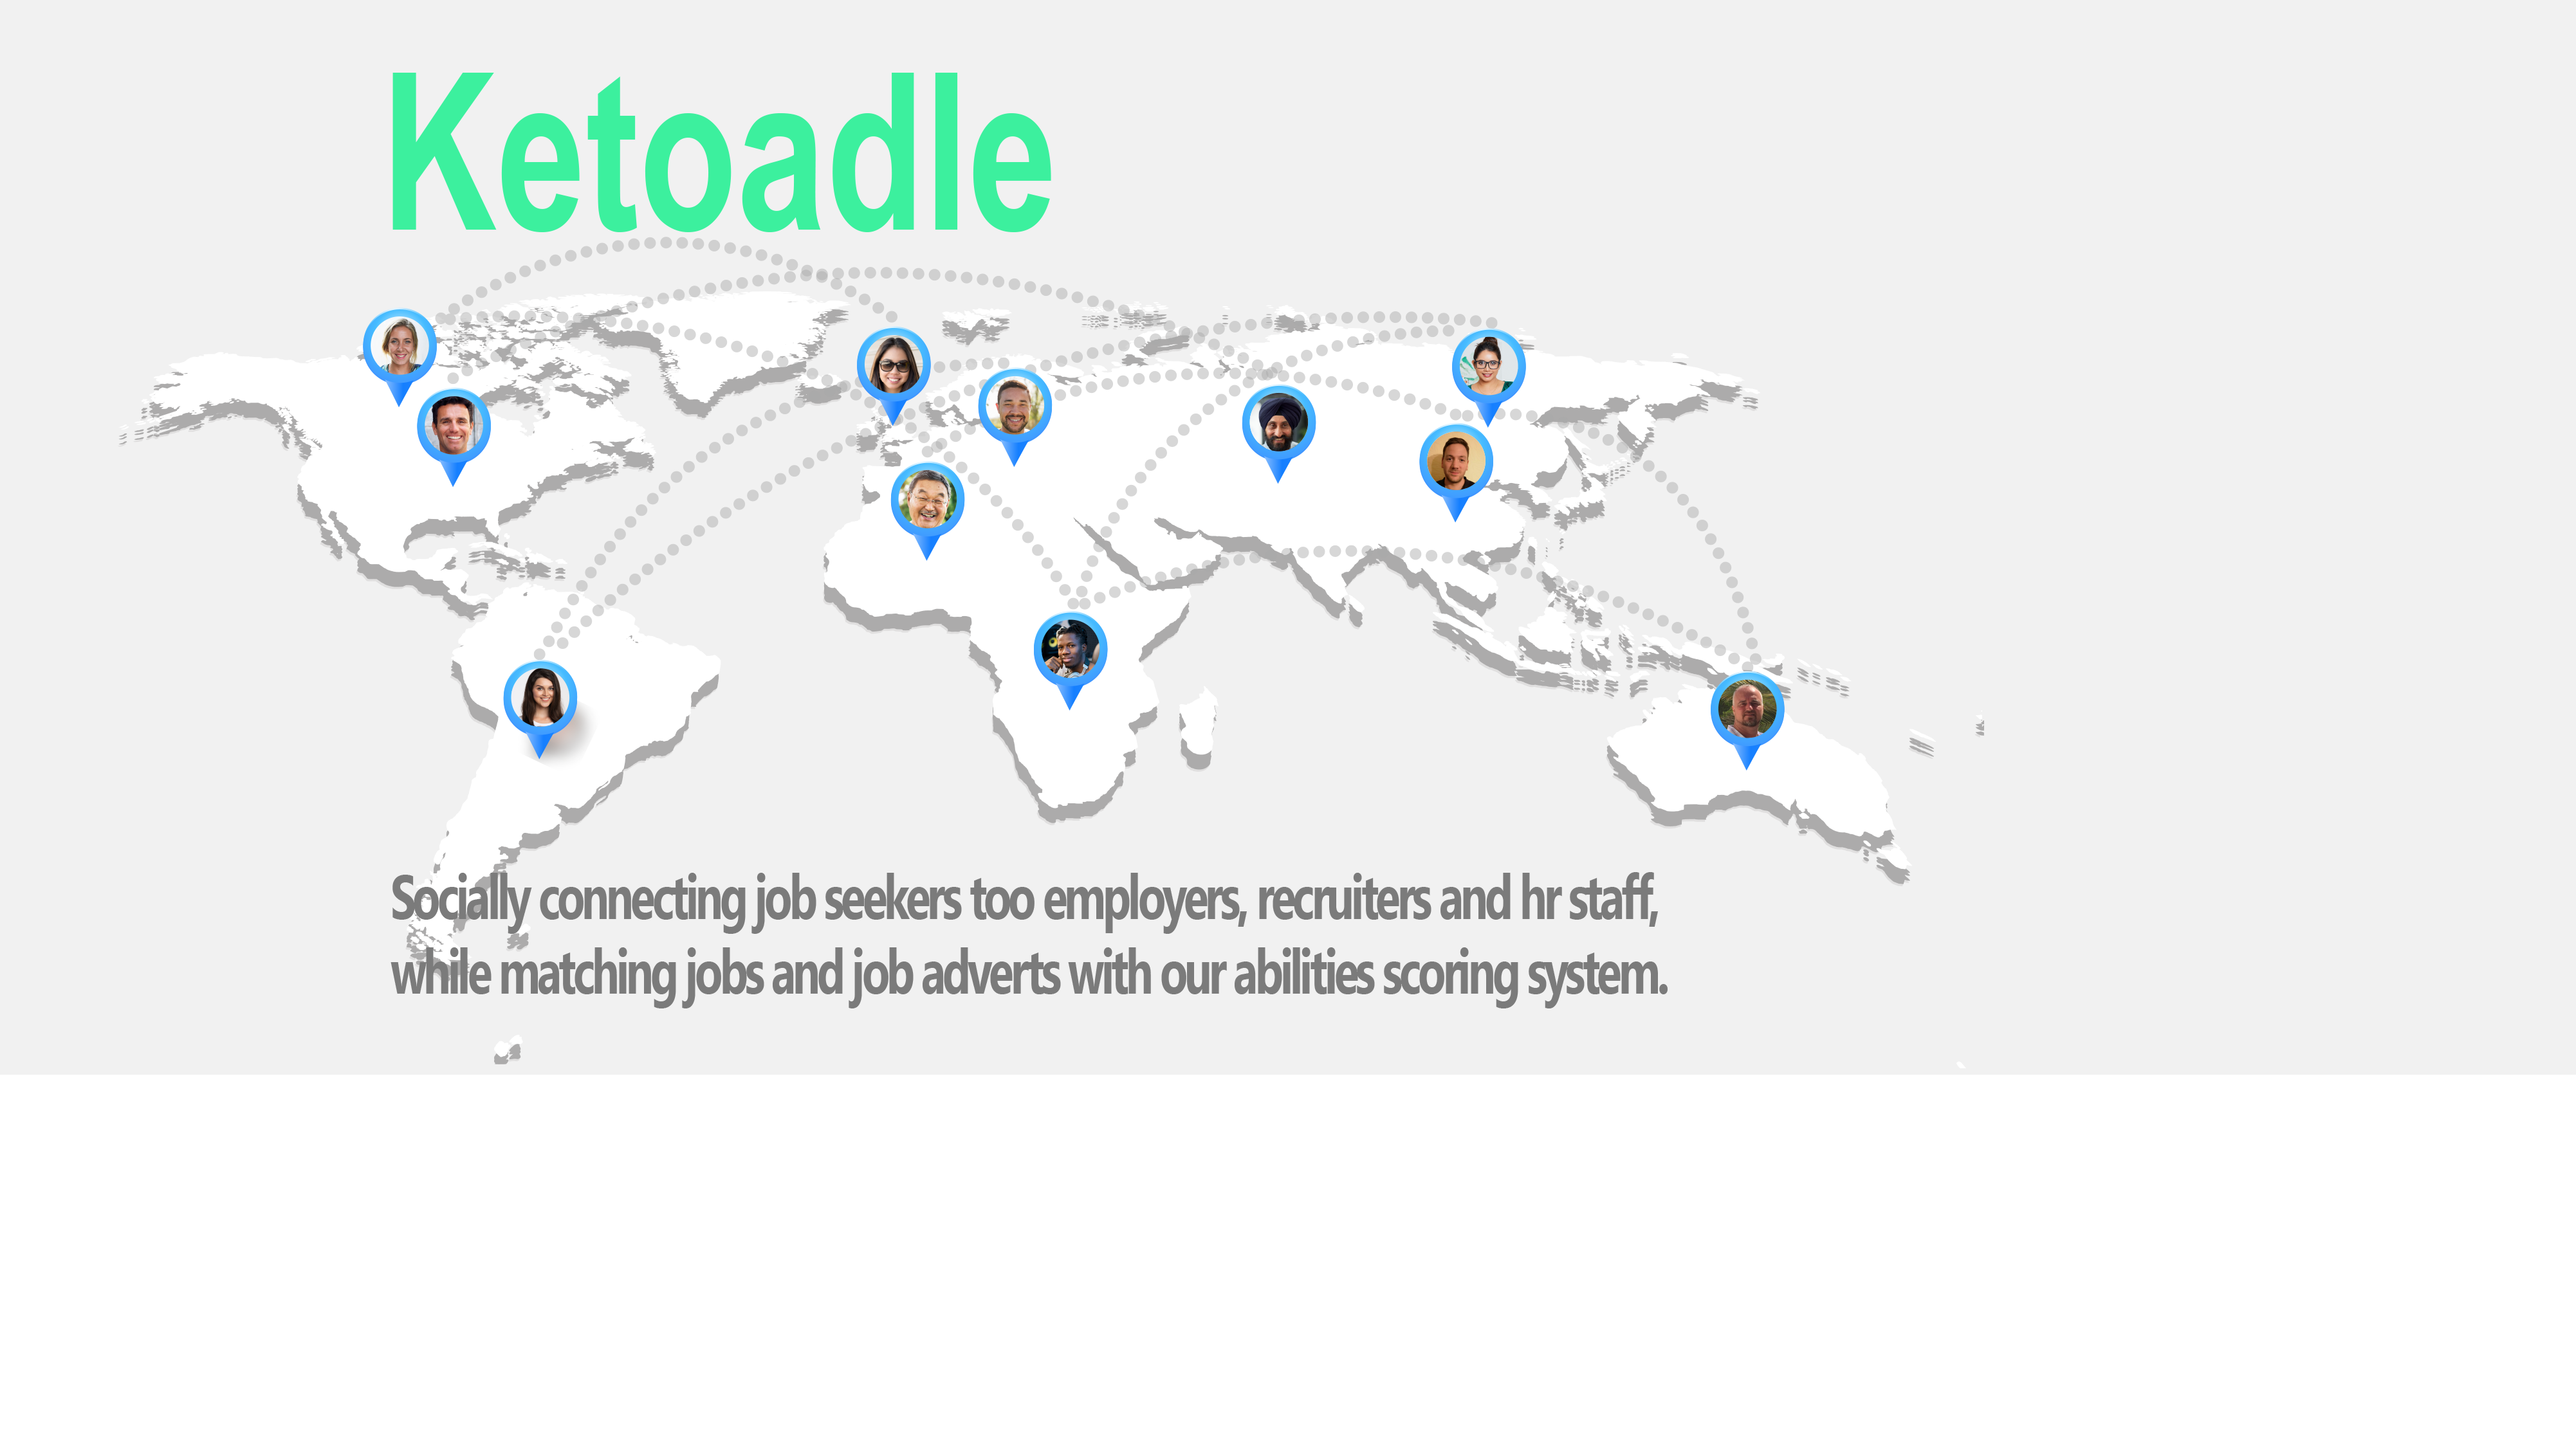 Ketoadle
Socially connecting job seekers too employers, recruiters and hr staff,
while matching jobs and job adverts with our abilities scoring system.